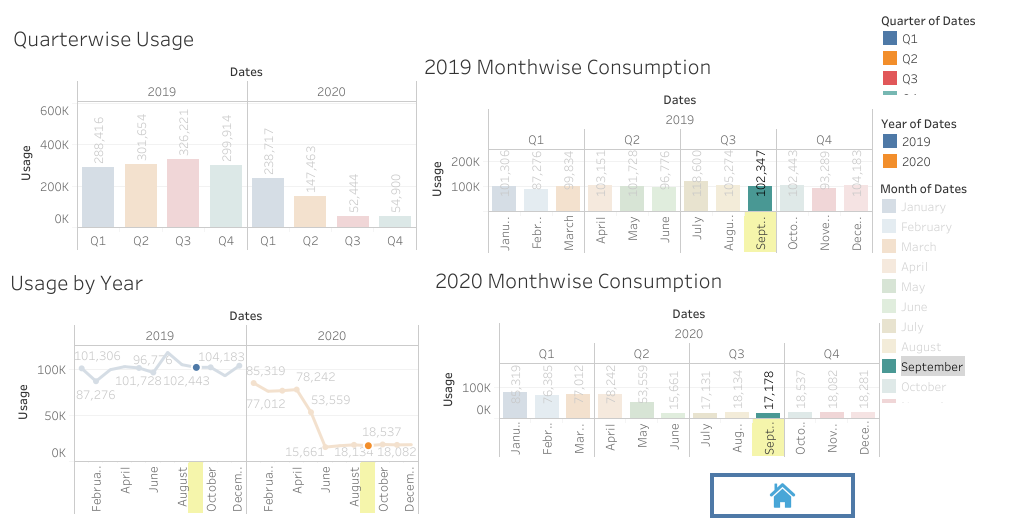 Quarterwise Usage
Dates
2019
2020
Usage
600K
400K
200K
0K
288,416
301,654
326,221
299,914
238,717
147,463
52,444
54,900
Q1
Q2
Q3
Q4
Q1
Q2
Q3
Q4
2019 Monthwise Consumption
Dates
2019
Q1
Q2
Q3
Q4
Usage
200K
100K
101,306
87,276
99,834
103,151
101,728
96,776
118,600
105,274
102,347
102,443
93,289
104,183
Janu..
Febr..
March
April
May
June
July
Augu..
Sept..
Octo..
Nove..
Dece..
Quarter of Dates
Q1
Q2
Q3
Year of Dates
2019
2020
Month of Dates
January
February
March
April
May
June
July
August
September
October
Usage by Year
Dates
2019
2020
Usage
100K
50K
0K
101,306
87,276
101,728
96,776
102,443
104,183
85,319
77,012
78,242
53,559
15,661
18,134
18,537
18,082
Februa..
April
June
August
October
Decem..
Februa..
April
June
August
October
Decem..
2020 Monthwise Consumption
Dates
2020
Q1
Q2
Q3
Q4
Usage
100K
0K
85,319
76,385
77,012
78,242
53,559
15,661
17,131
18,134
17,178
18,537
18,082
18,281
Janu..
Febr..
Mar..
April
May
June
July
Aug..
Sept..
Octo..
Nov..
Dece..